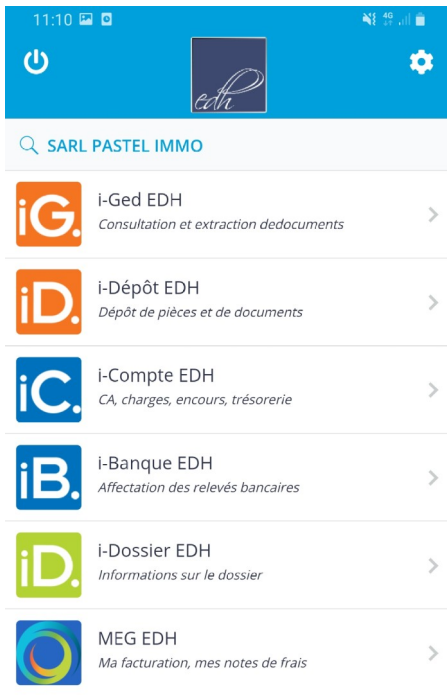 11:10
4G
edh
SARL PASTEL IMMO
iG.
i-Ged EDH
Consultation et extraction dedocuments
iD.
i-Dépôt EDH
Dépôt de pièces et de documents
iC.
i-Compte EDH
CA, charges, encours, trésorerie
iB.
i-Banque EDH
Affectation des relevés bancaires
iD.
i-Dossier EDH
Informations sur le dossier
MEG EDH
Ma facturation, mes notes de frais